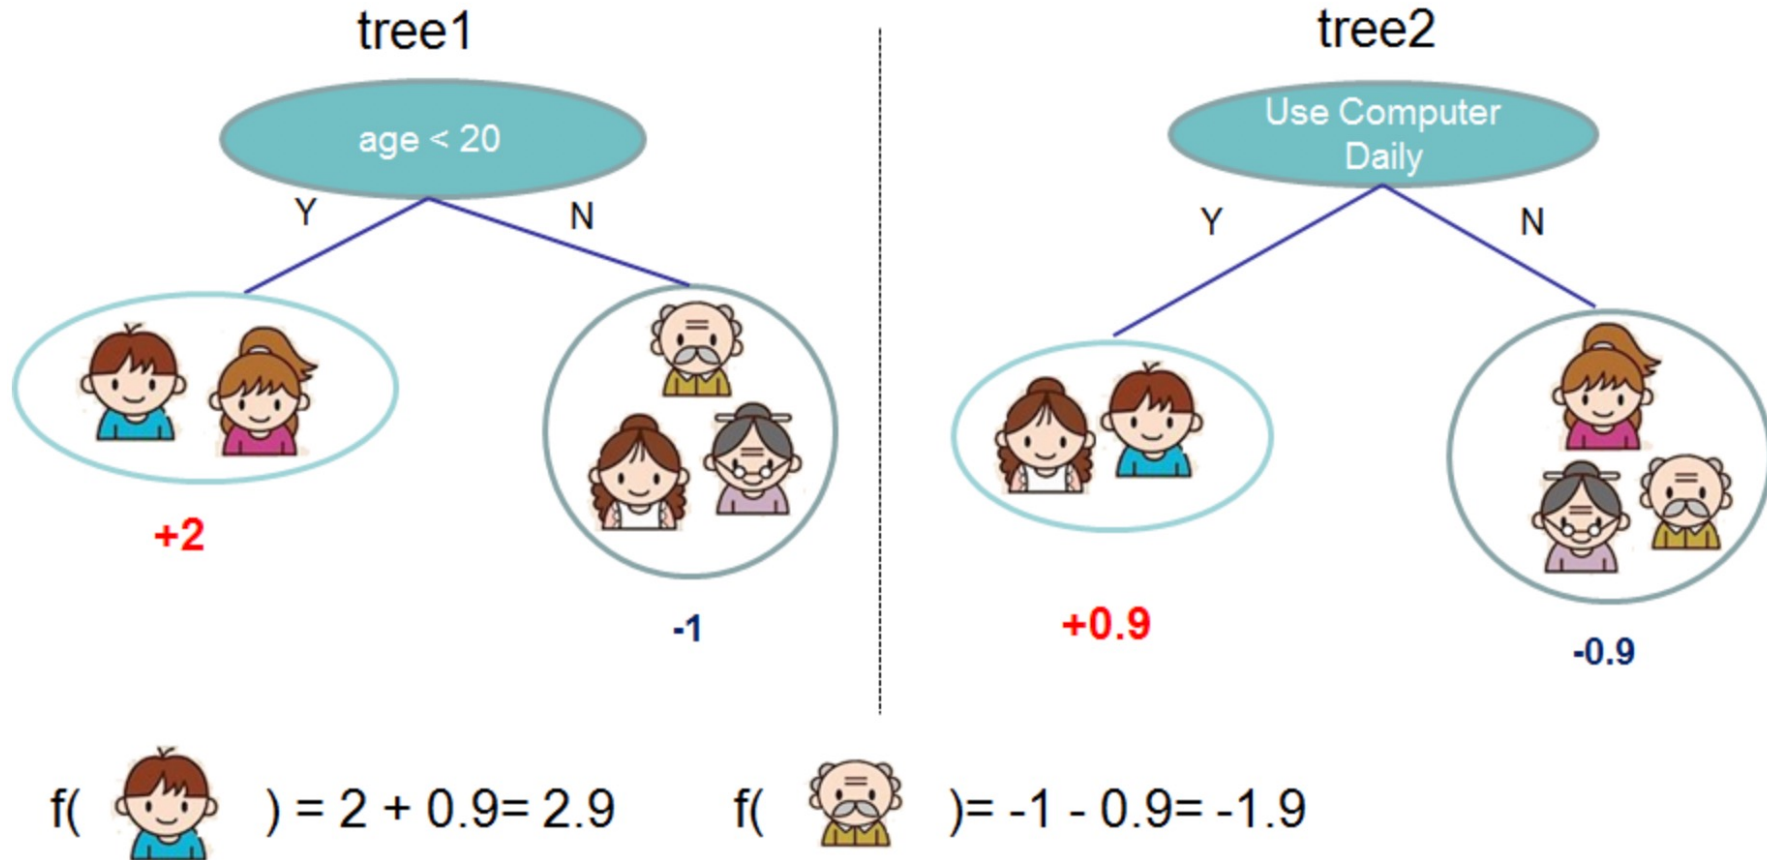 tree1
age < 20
Y
N
+2
-1
tree2
Use Computer
Daily
Y
N
+0.9
-0.9
f( ) = 2 + 0.9= 2.9
f( )= -1 - 0.9= -1.9